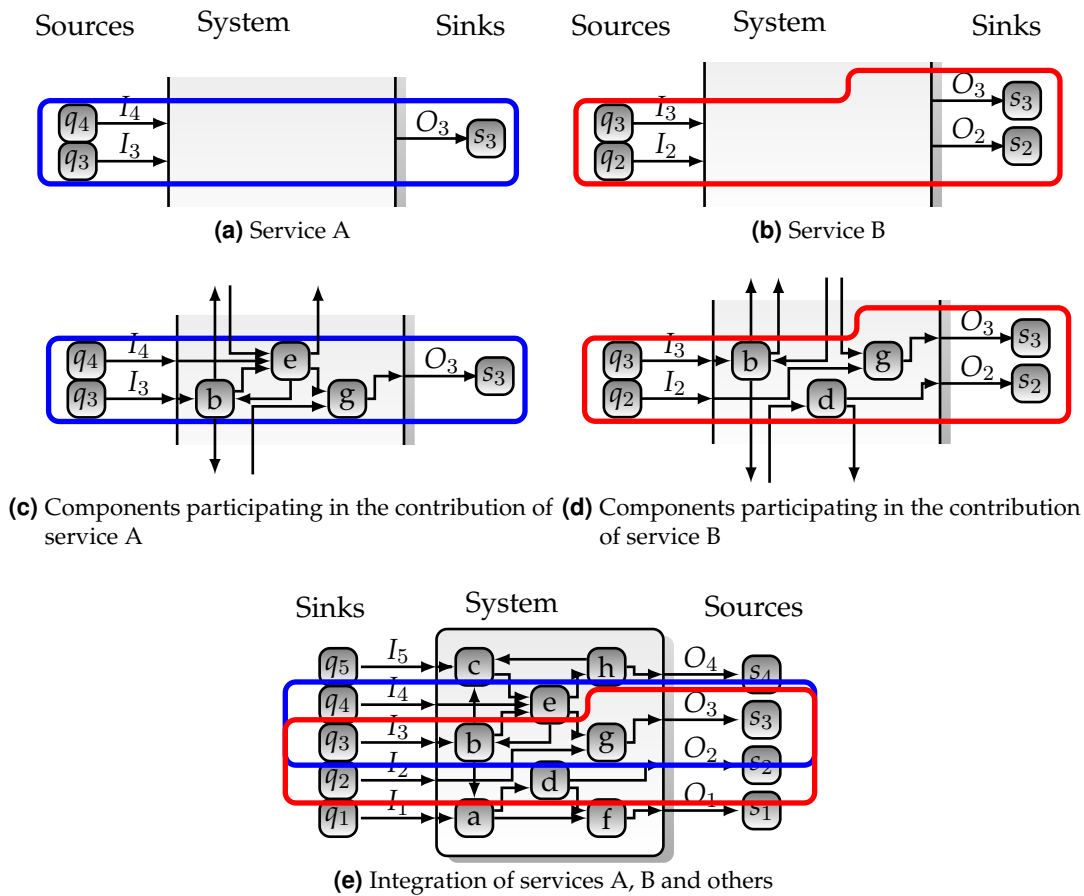 Sources System Sinks
q4 I4
q3 I3
O3 s3
(a) Service A
Sources System Sinks
q3 I3
q2 I2
O3 s3
O2 s2
(b) Service B
q4 I4 e
q3 I3 b g
O3 s3
(c) Components participating in the contribution of
service A
q3 I3 b g O3 s3
q2 I2 d O2 s2
(d) Components participating in the contribution
of service B
Sinks System Sources
q5 I5 c h O4 s4
q4 I4 e O3 s3
q3 I3 b g
q2 I2 d O2 s2
q1 I1 a f O1 s1
(e) Integration of services A, B and others